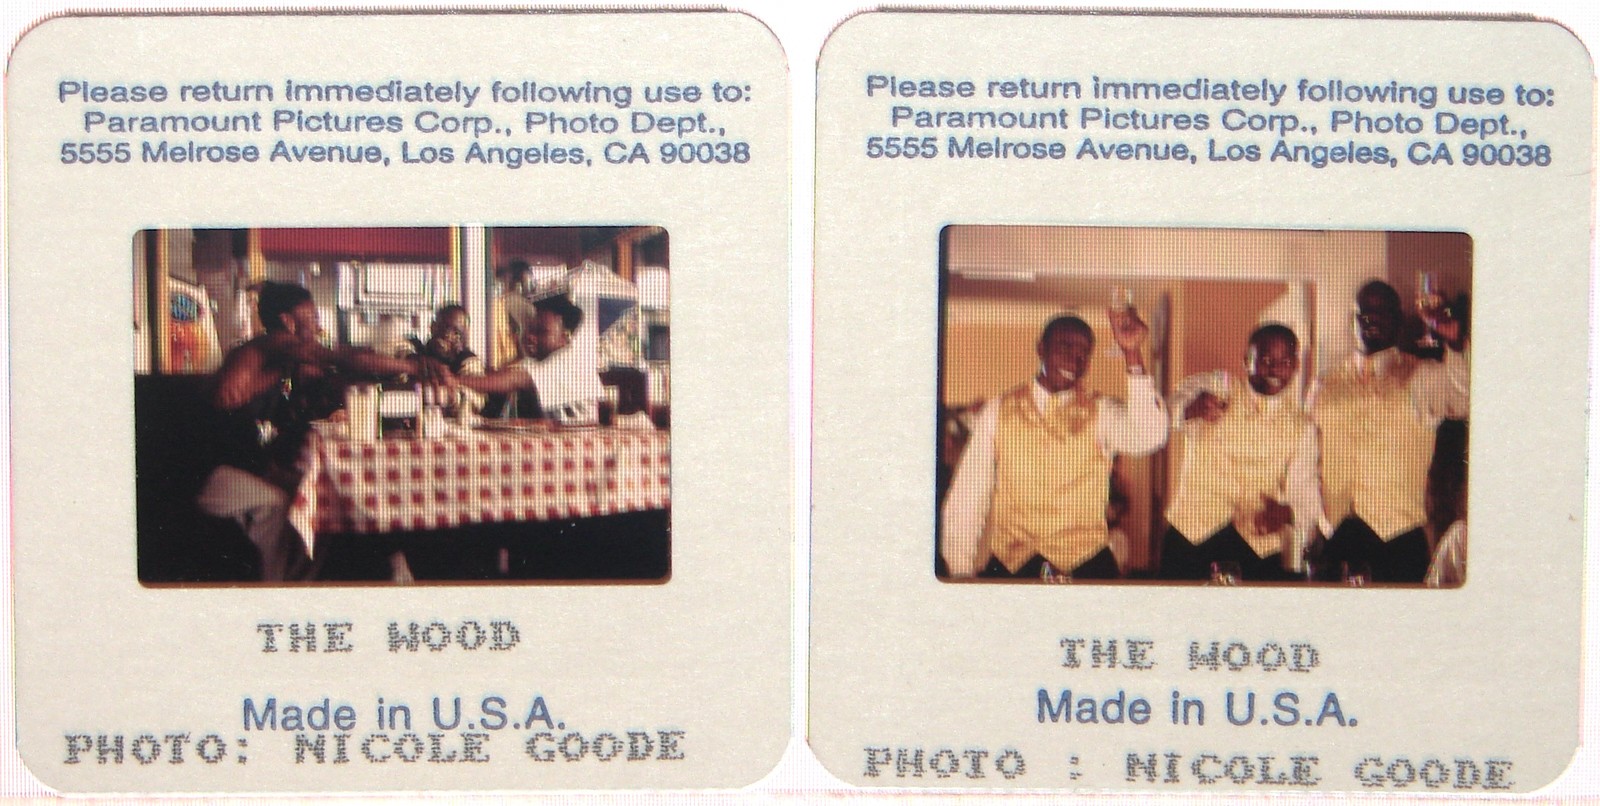 Please return immediately following use to:
Paramount Pictures Corp., Photo Dept.,
5555 Melrose Avenue, Los Angeles, CA 90038
THE WOOD
Made in U.S.A.
PHOTO: NICOLE GOODE
Please return immediately following use to:
Paramount Pictures Corp., Photo Dept.,
5555 Melrose Avenue, Los Angeles, CA 90038
THE WOOD
Made in U.S.A.
PHOTO : NICOLE GOODE